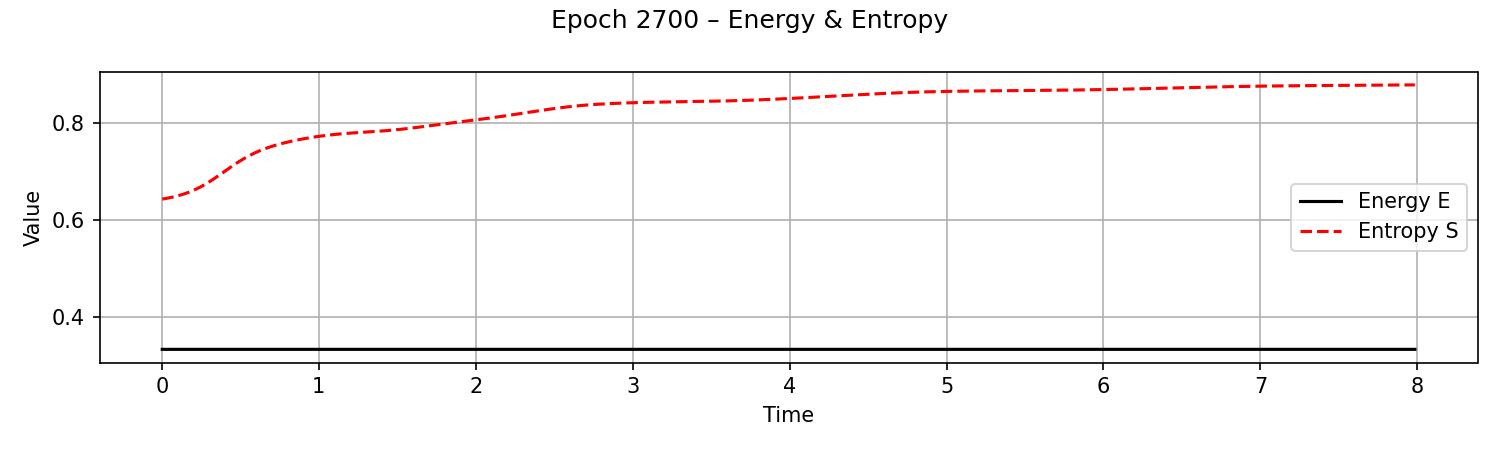 Epoch 2700 – Energy & Entropy
Value
0.8
0.6
0.4
Energy E
Entropy S
0 1 2 3 4 5 6 7 8
Time